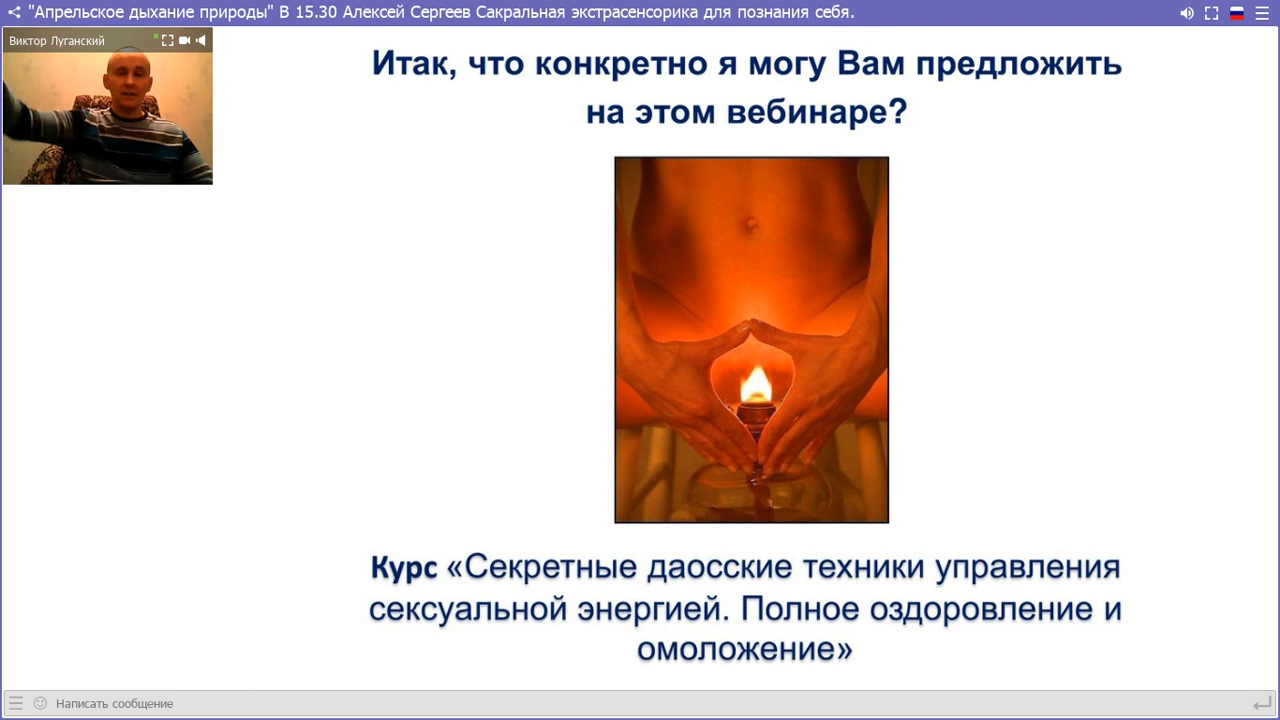 "Апрельское дыхание природы" В 15.30 Алексей Сергеев Сакральная экстрасенсорика для познания себя.
Виктор Луганский
Итак, что конкретно я могу Вам предложить
на этом вебинаре?
Курс «Секретные даосские техники управления
сексуальной энергией. Полное оздоровление и
омоложение»
Написать сообщение